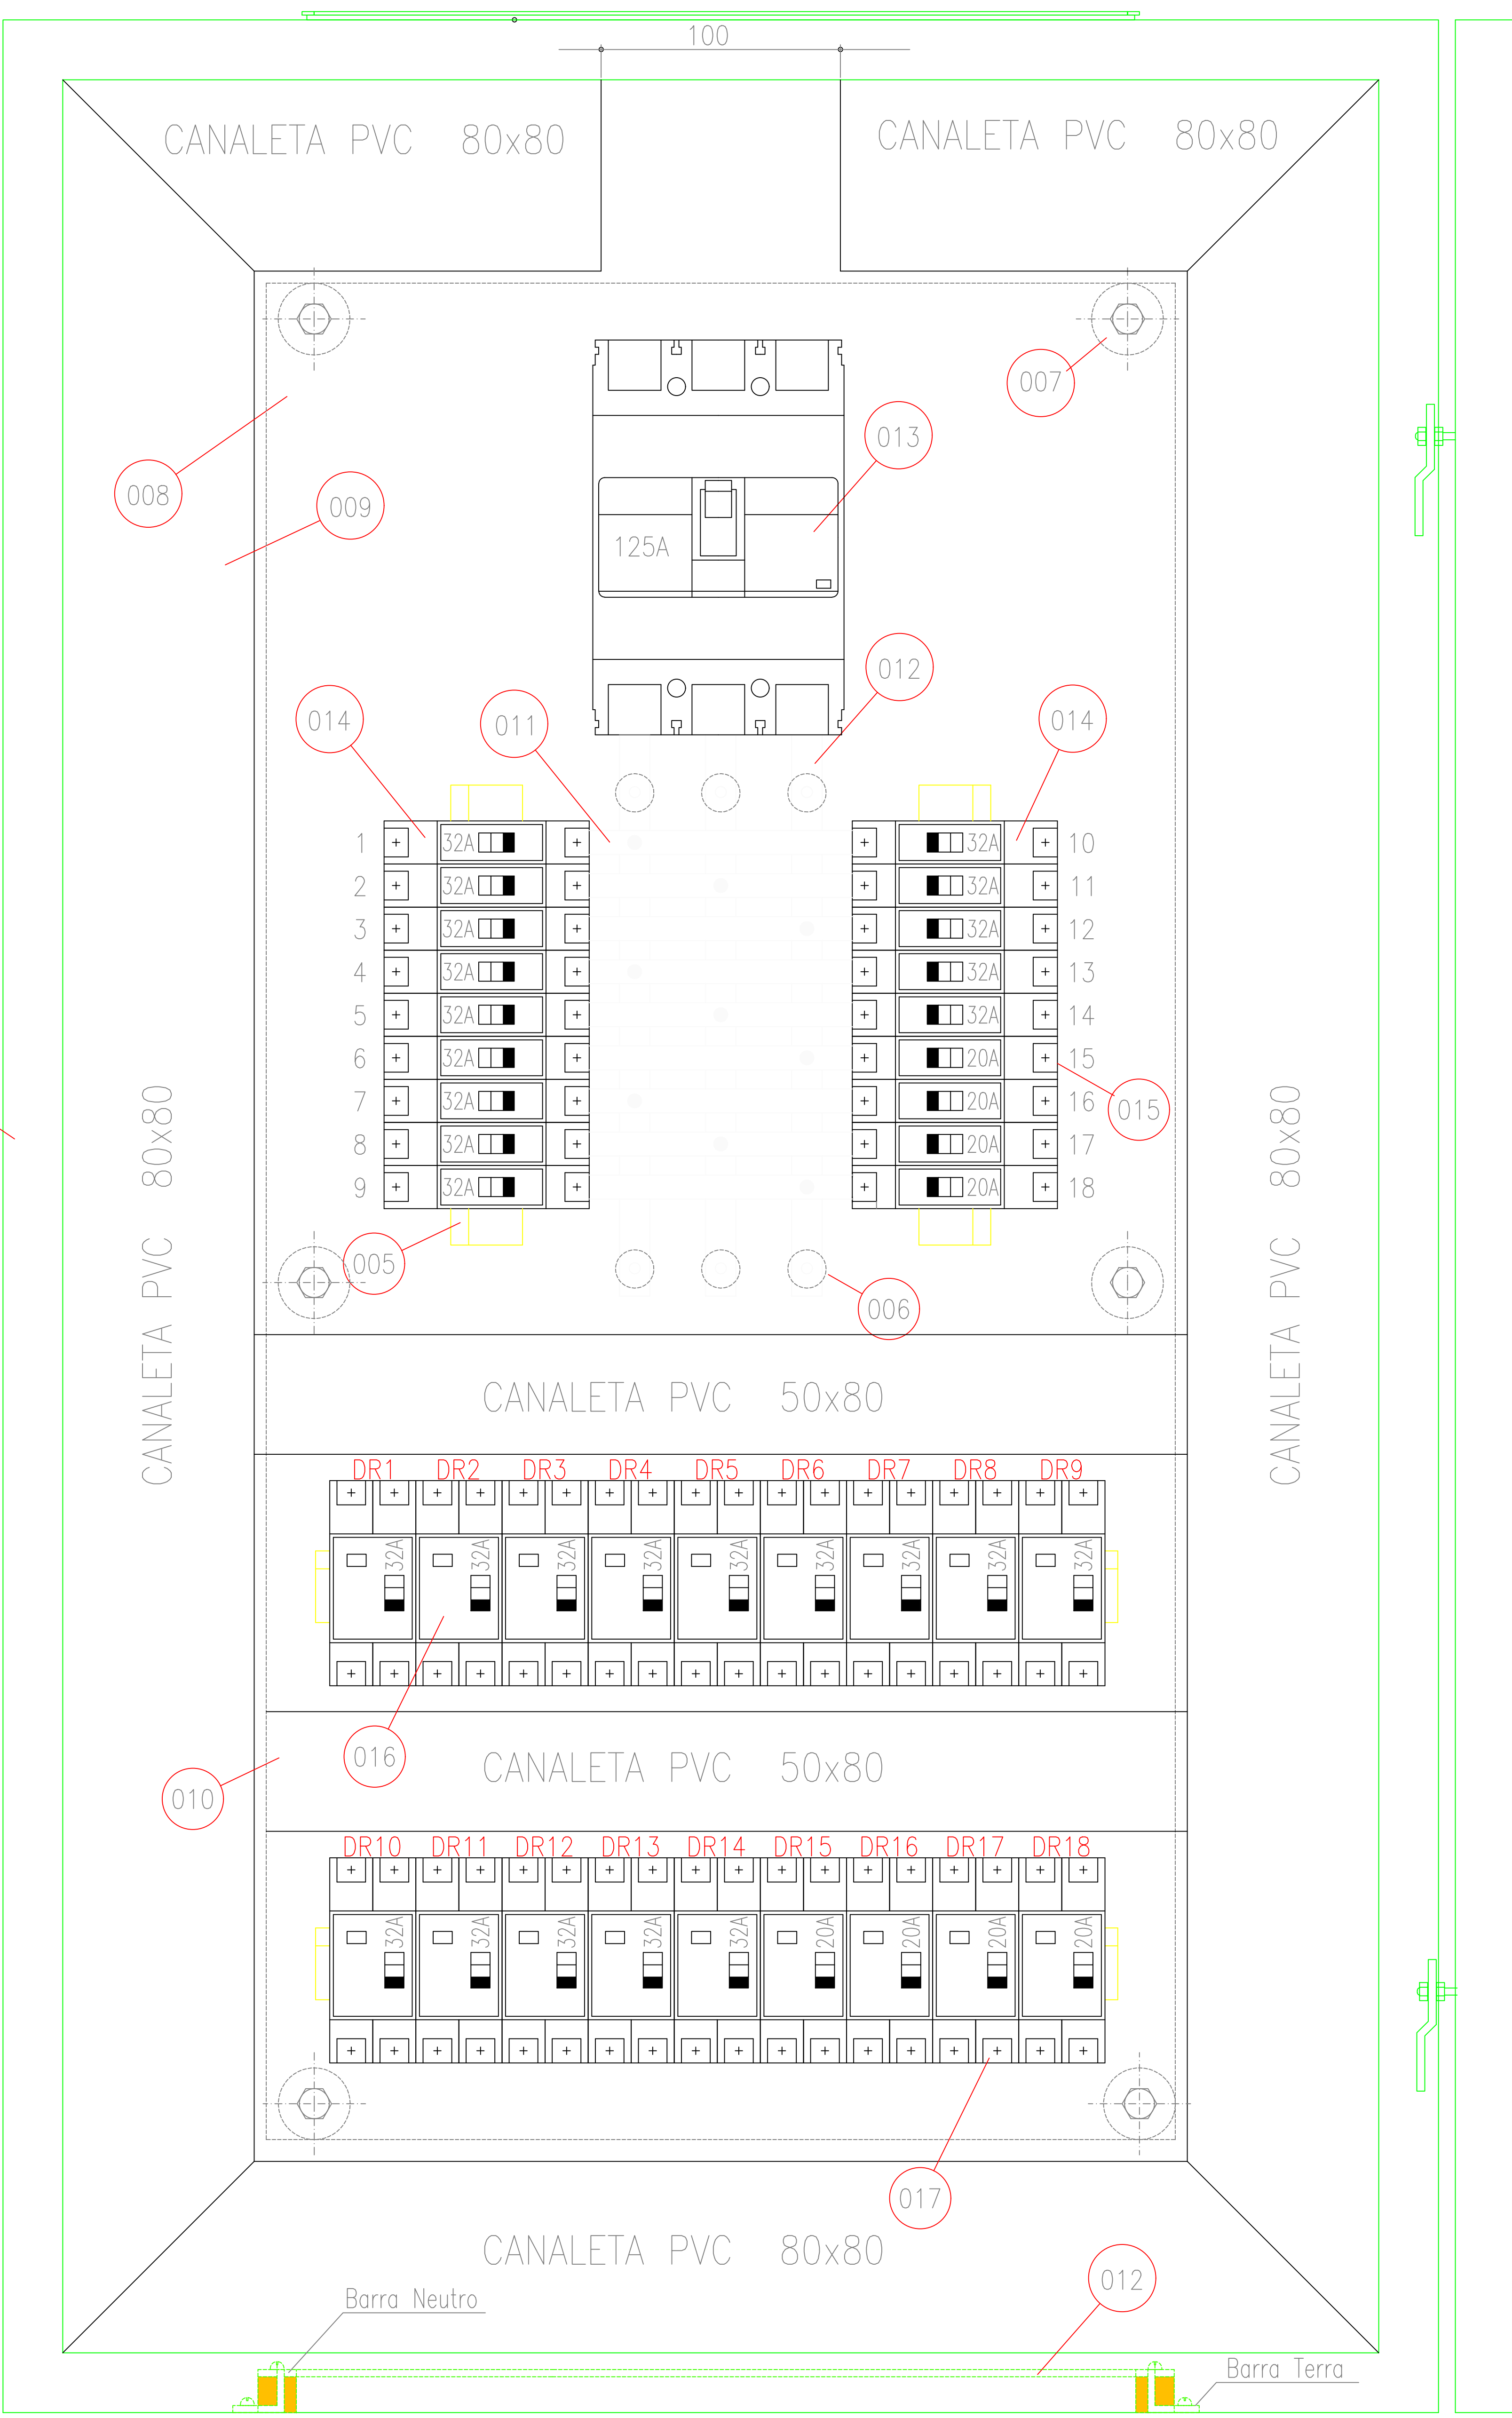 100
CANALETA PVC 80x80
CANALETA PVC 80x80
007
013
008
009
125A
012
014
011
014
1 32A
32A 10
2 32A
32A 11
3 32A
32A 12
4 32A
32A 13
5 32A
32A 14
6 32A
20A 15
7 32A
20A 16
015
8 32A
20A 17
9 32A
20A 18
005
006
CANALETA PVC 80x80
CANALETA PVC 80x80
CANALETA PVC 50x80
DR1 DR2 DR3 DR4 DR5 DR6 DR7 DR8 DR9
32A 32A 32A 32A 32A 32A 32A 32A 32A
016
010
CANALETA PVC 50x80
DR10 DR11 DR12 DR13 DR14 DR15 DR16 DR17 DR18
32A 32A 32A 32A 32A 20A 20A 20A 20A
017
CANALETA PVC 80x80
012
Barra Neutro
Barra Terra